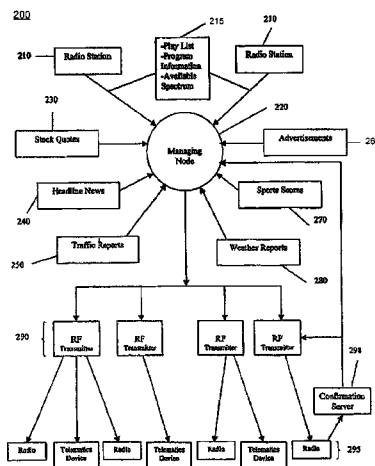 200
215
210
210
Radio Station
-Play List
-Program
Information
-Available
Spectrum
Radio Station
230
220
Stock Quotes
Managing
Node
Advertisements
26
Headline News
Sports Scores
240
270
Traffic Reports
Weather Reports
250
280
290
RF
Transmitter
RF
Transmitter
RF
Transmitter
RF
Transmitter
298
Confirmation
Server
Radio
Telematics
Device
Radio
Telematics
Device
Radio
Telematics
Device
Radio
295